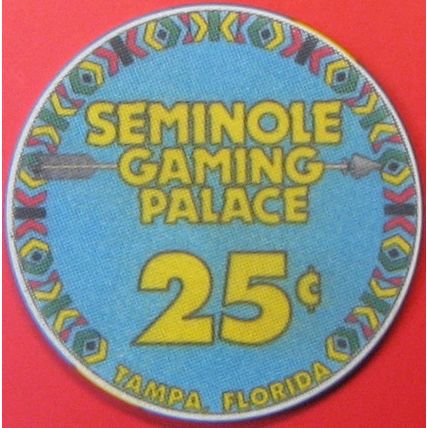 SEMINOLE
GAMING
PALACE
25¢
TAMPA, FLORIDA